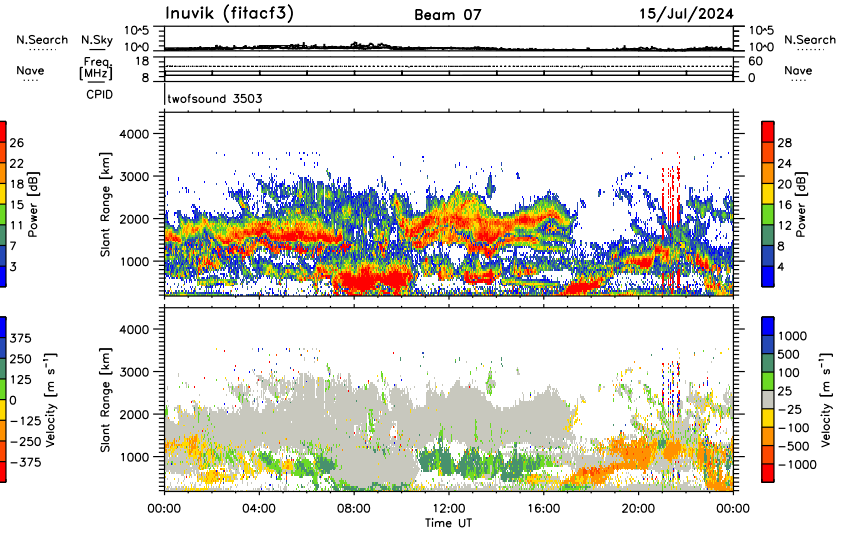 Inuvik (fitacf3) Beam 07 15/Jul/2024
N.Search N.Sky 10^5 10^0 10^5 10^0 N.Search
Nave Freq. [MHz] 18 8 60 0 Nave
CPID twofsound 3503
26 22 18 15 11 7 3
Power [dB]
Slant Range [km]
4000 3000 2000 1000
28 24 20 16 12 8 4
Power [dB]
375 250 125 0 -125 -250 -375
Velocity [m s^-1]
Slant Range [km]
4000 3000 2000 1000
1000 500 100 25 -25 -100 -500 -1000
Velocity [m s^-1]
00:00 04:00 08:00 12:00 16:00 20:00 00:00
Time UT